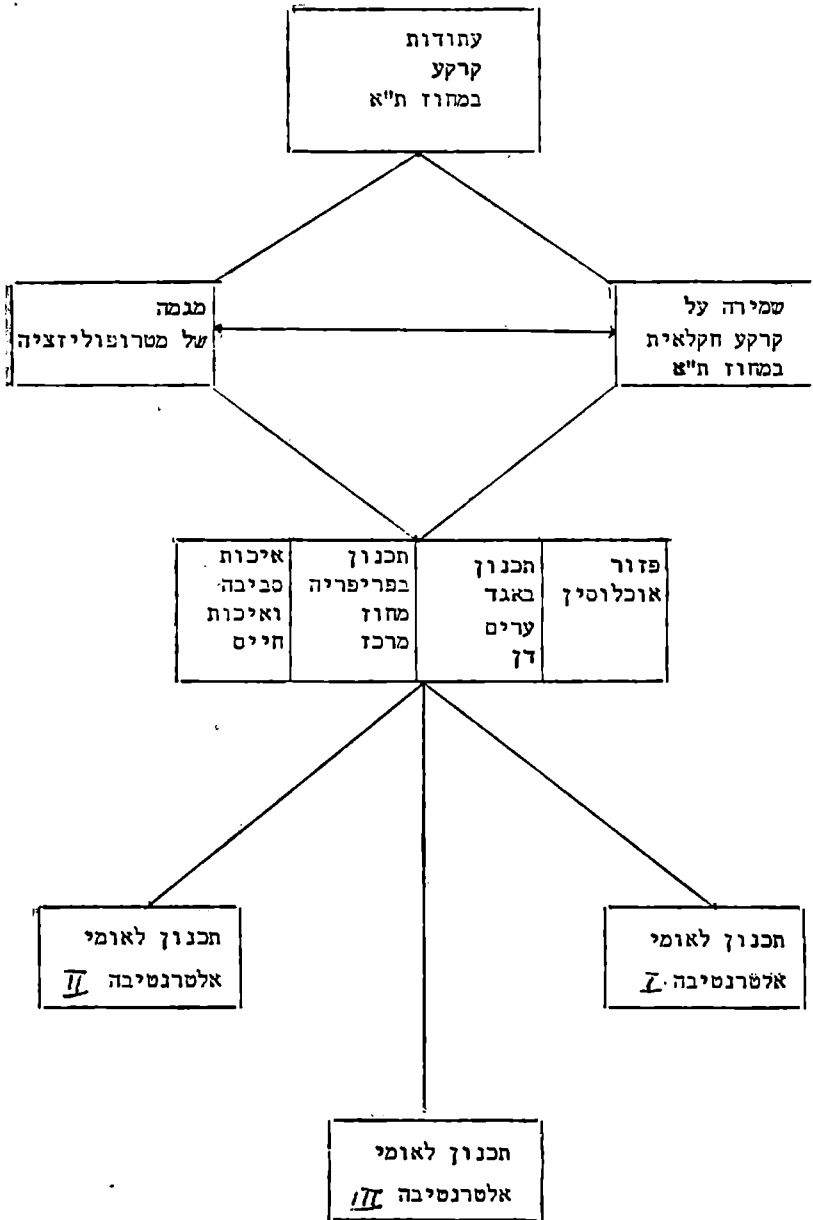 עתודות
קרקע
במחוז ת"א
שמירה על
קרקע חקלאית
במחוז ת"א
מגמה
של מטרופוליזציה
פזור
אוכלוסין
תכנון
באגד
ערים
דן
תכנון
בפריפריה
מחוז
מרכז
איכות
סביבה
ואיכות
חיים
תכנון לאומי
אלטרנטיבה I
תכנון לאומי
אלטרנטיבה II
תכנון לאומי
אלטרנטיבה III